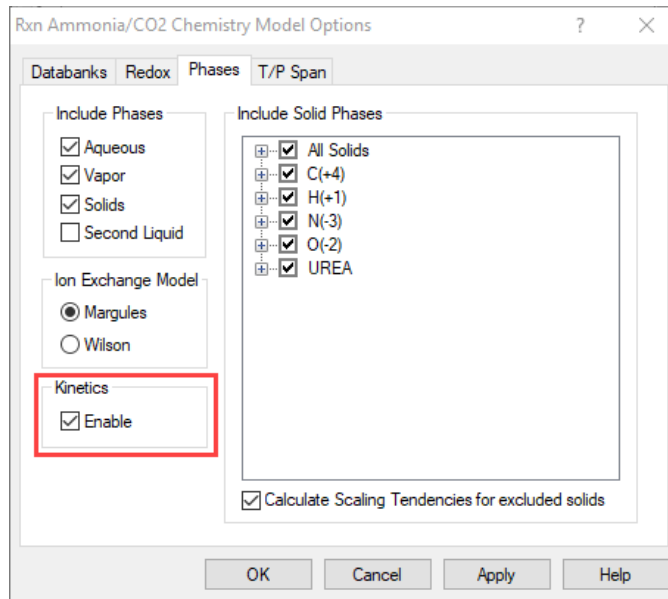 Rxn Ammonia/CO2 Chemistry Model Options
?
Databanks
Redox
Phases
T/P Span
Include Phases
Aqueous
Vapor
Solids
Second Liquid
Ion Exchange Model
Margules
Wilson
Kinetics
Enable
Include Solid Phases
All Solids
C(+4)
H(+1)
N(-3)
O(-2)
UREA
Calculate Scaling Tendencies for excluded solids
OK
Cancel
Apply
Help